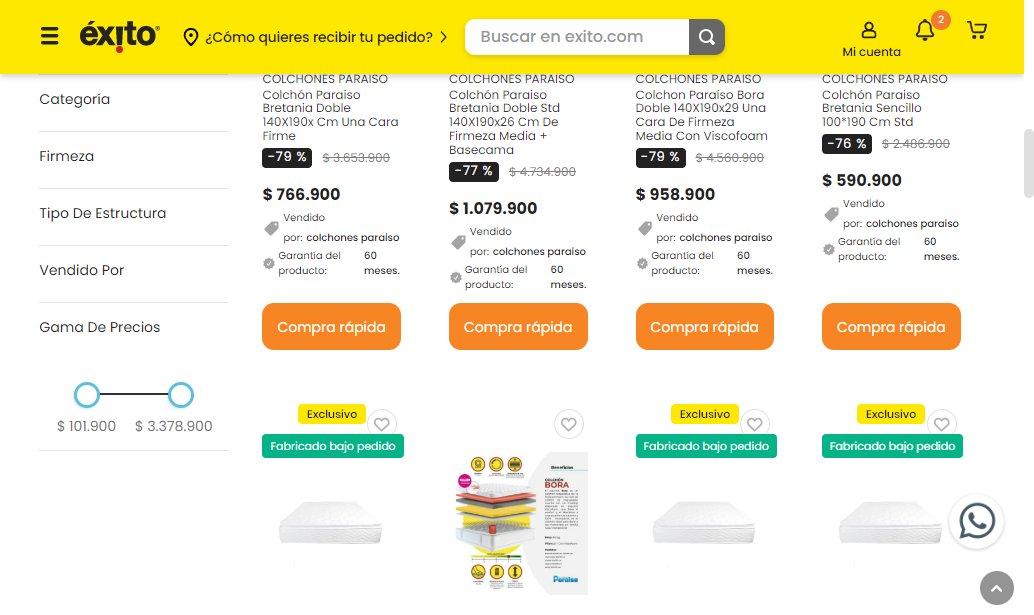 éxito
¿Cómo quieres recibir tu pedido?
Buscar en exito.com
Mi cuenta
2
Categoría
Firmeza
Tipo De Estructura
Vendido Por
Gama De Precios
$ 101.900
$ 3.378.900
COLCHONES PARAISO
Colchón Paraiso
Bretania Doble
140X190x Cm Una Cara
Firme
-79 %
$ 3.653.900
$ 766.900
Vendido
por: colchones paraiso
Garantía del 60
producto: meses.
Compra rápida
COLCHONES PARAISO
Colchón Paraiso
Bretania Doble Std
140X190x26 Cm De
Firmeza Media +
Basecama
-77 %
$ 4.734.900
$ 1.079.900
Vendido
por: colchones paraiso
Garantía del 60
producto: meses.
Compra rápida
COLCHONES PARAISO
Colchon Paraíso Bora
Doble 140X190x29 Una
Cara De Firmeza
Media Con Viscofoam
-79 %
$ 4.560.900
$ 958.900
Vendido
por: colchones paraiso
Garantía del 60
producto: meses.
Compra rápida
COLCHONES PARAISO
Colchón Paraiso
Bretania Sencillo
100*190 Cm Std
-76 %
$ 2.486.900
$ 590.900
Vendido
por: colchones paraiso
Garantía del 60
producto: meses.
Compra rápida
Exclusivo
Fabricado bajo pedido
Beneficios
COLCHÓN
BORA
Paraíso
Exclusivo
Fabricado bajo pedido
Exclusivo
Fabricado bajo pedido